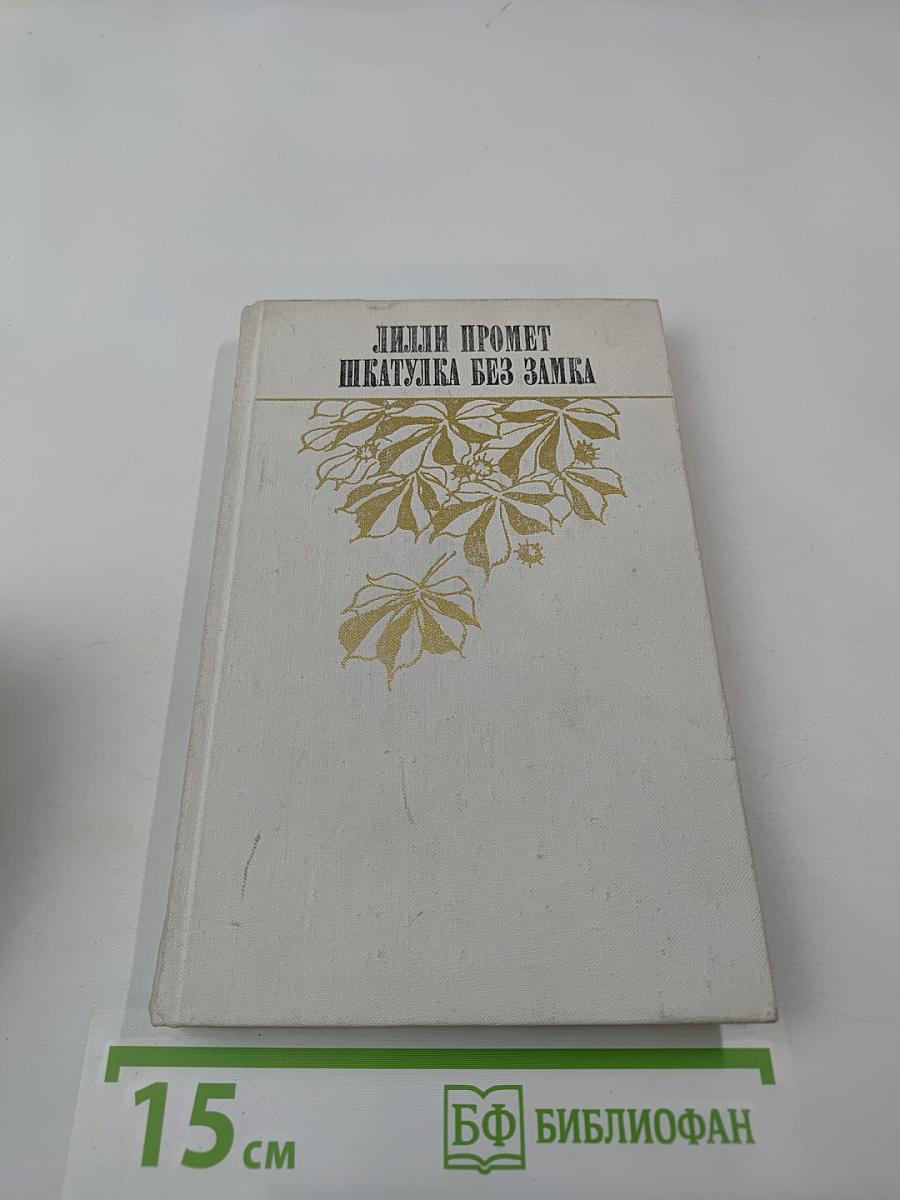 ЛИЛЛИ ПРОМЕТ
ШКАТУЛКА БЕЗ ЗАМКА
15 см
БФ БИБЛИОФАН